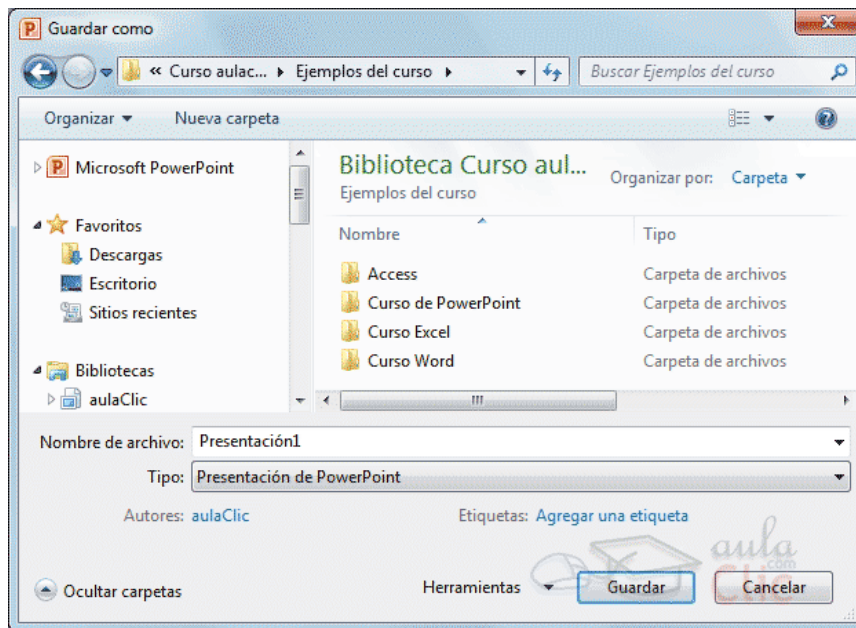 Guardar como
« Curso aulac... Ejemplos del curso Buscar Ejemplos del curso
Organizar Nueva carpeta
Microsoft PowerPoint
Favoritos
Descargas
Escritorio
Sitios recientes
Bibliotecas
aulaClic
Biblioteca Curso aul...
Ejemplos del curso
Organizar por: Carpeta
Nombre Tipo
Access Carpeta de archivos
Curso de PowerPoint Carpeta de archivos
Curso Excel Carpeta de archivos
Curso Word Carpeta de archivos
Nombre de archivo: Presentación1
Tipo: Presentación de PowerPoint
Autores: aulaClic Etiquetas: Agregar una etiqueta
aula
.com
Clic
Ocultar carpetas Herramientas Guardar Cancelar